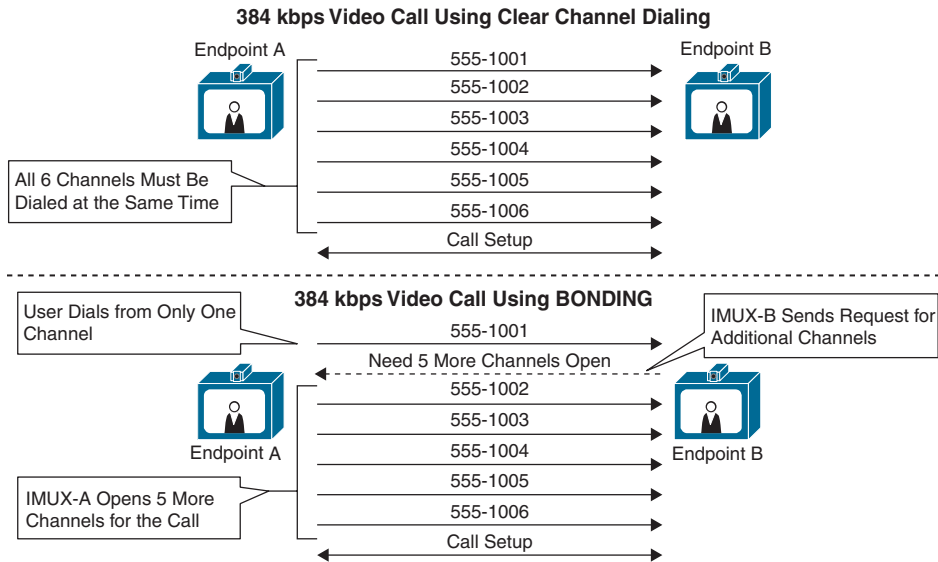 384 kbps Video Call Using Clear Channel Dialing
Endpoint A
Endpoint B
555-1001
555-1002
555-1003
555-1004
555-1005
555-1006
Call Setup
All 6 Channels Must Be
Dialed at the Same Time
384 kbps Video Call Using BONDING
User Dials from Only One
Channel
555-1001
IMUX-B Sends Request for
Additional Channels
Need 5 More Channels Open
555-1002
555-1003
555-1004
555-1005
555-1006
Call Setup
Endpoint A
Endpoint B
IMUX-A Opens 5 More
Channels for the Call